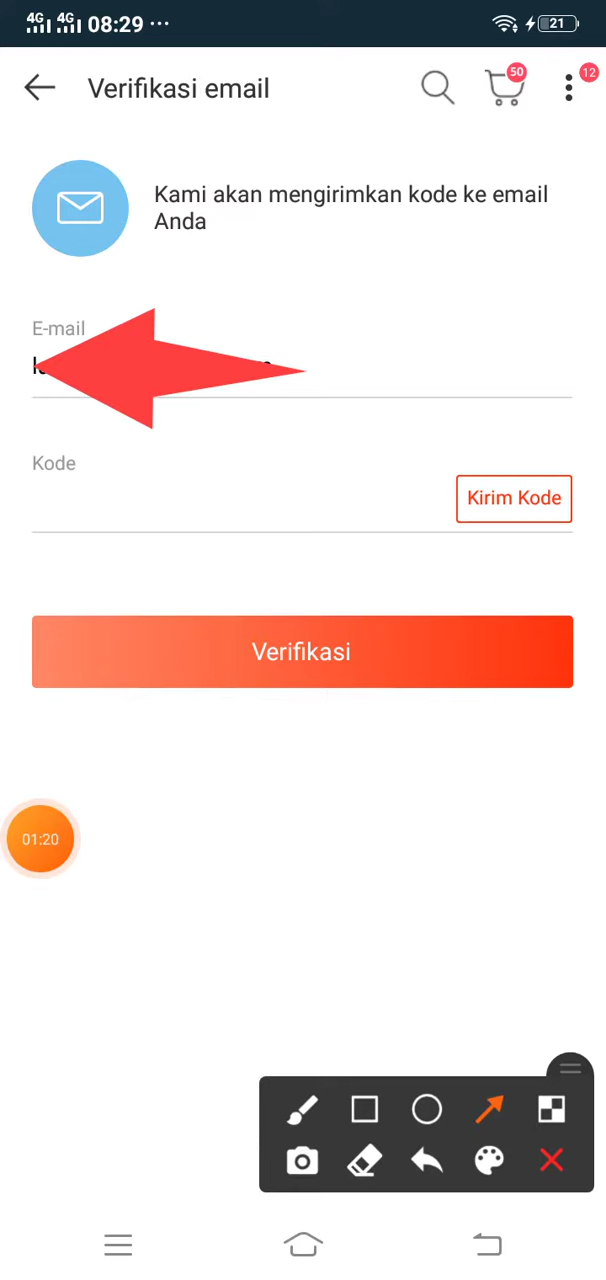 4G 4G 08:29 ... 21
Verifikasi email 50 12
Kami akan mengirimkan kode ke email
Anda
E-mail
Kode
Kirim Kode
Verifikasi
01:20